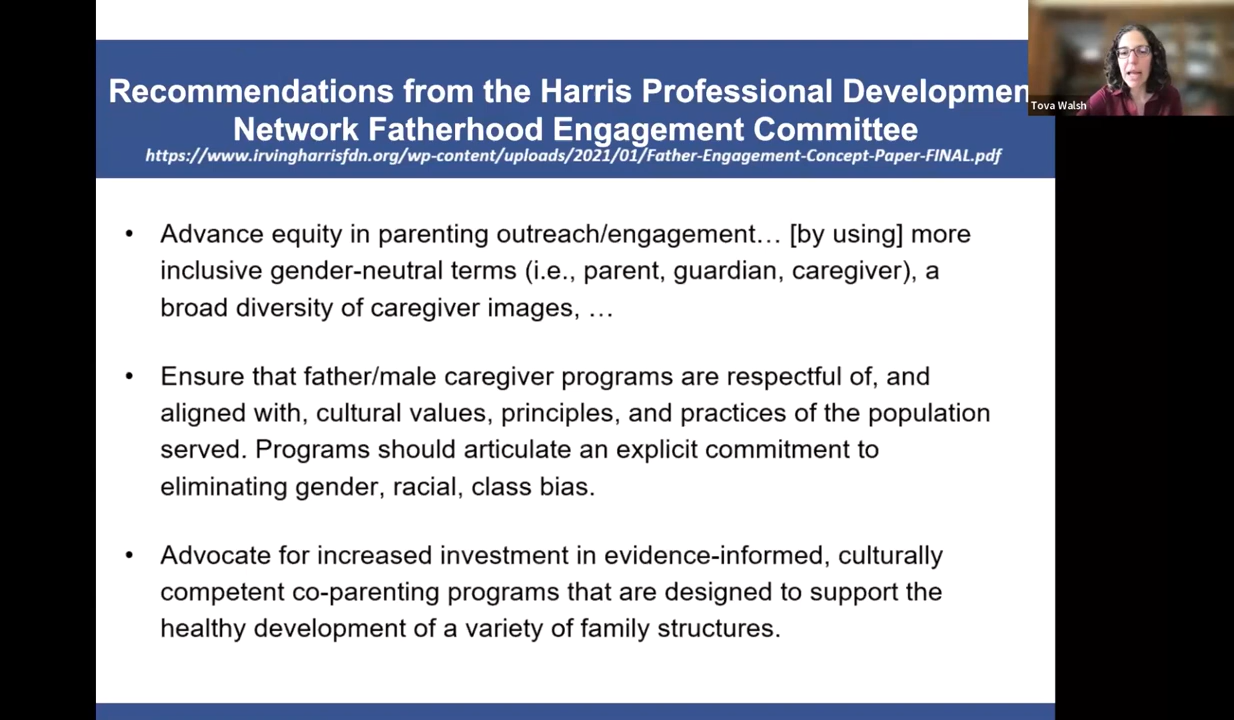 Recommendations from the Harris Professional Developmen
Network Fatherhood Engagement Committee
https://www.irvingharrisfdn.org/wp-content/uploads/2021/01/Father-Engagement-Concept-Paper-FINAL.pdf
Tova Walsh
• Advance equity in parenting outreach/engagement… [by using] more
inclusive gender-neutral terms (i.e., parent, guardian, caregiver), a
broad diversity of caregiver images, …
• Ensure that father/male caregiver programs are respectful of, and
aligned with, cultural values, principles, and practices of the population
served. Programs should articulate an explicit commitment to
eliminating gender, racial, class bias.
• Advocate for increased investment in evidence-informed, culturally
competent co-parenting programs that are designed to support the
healthy development of a variety of family structures.